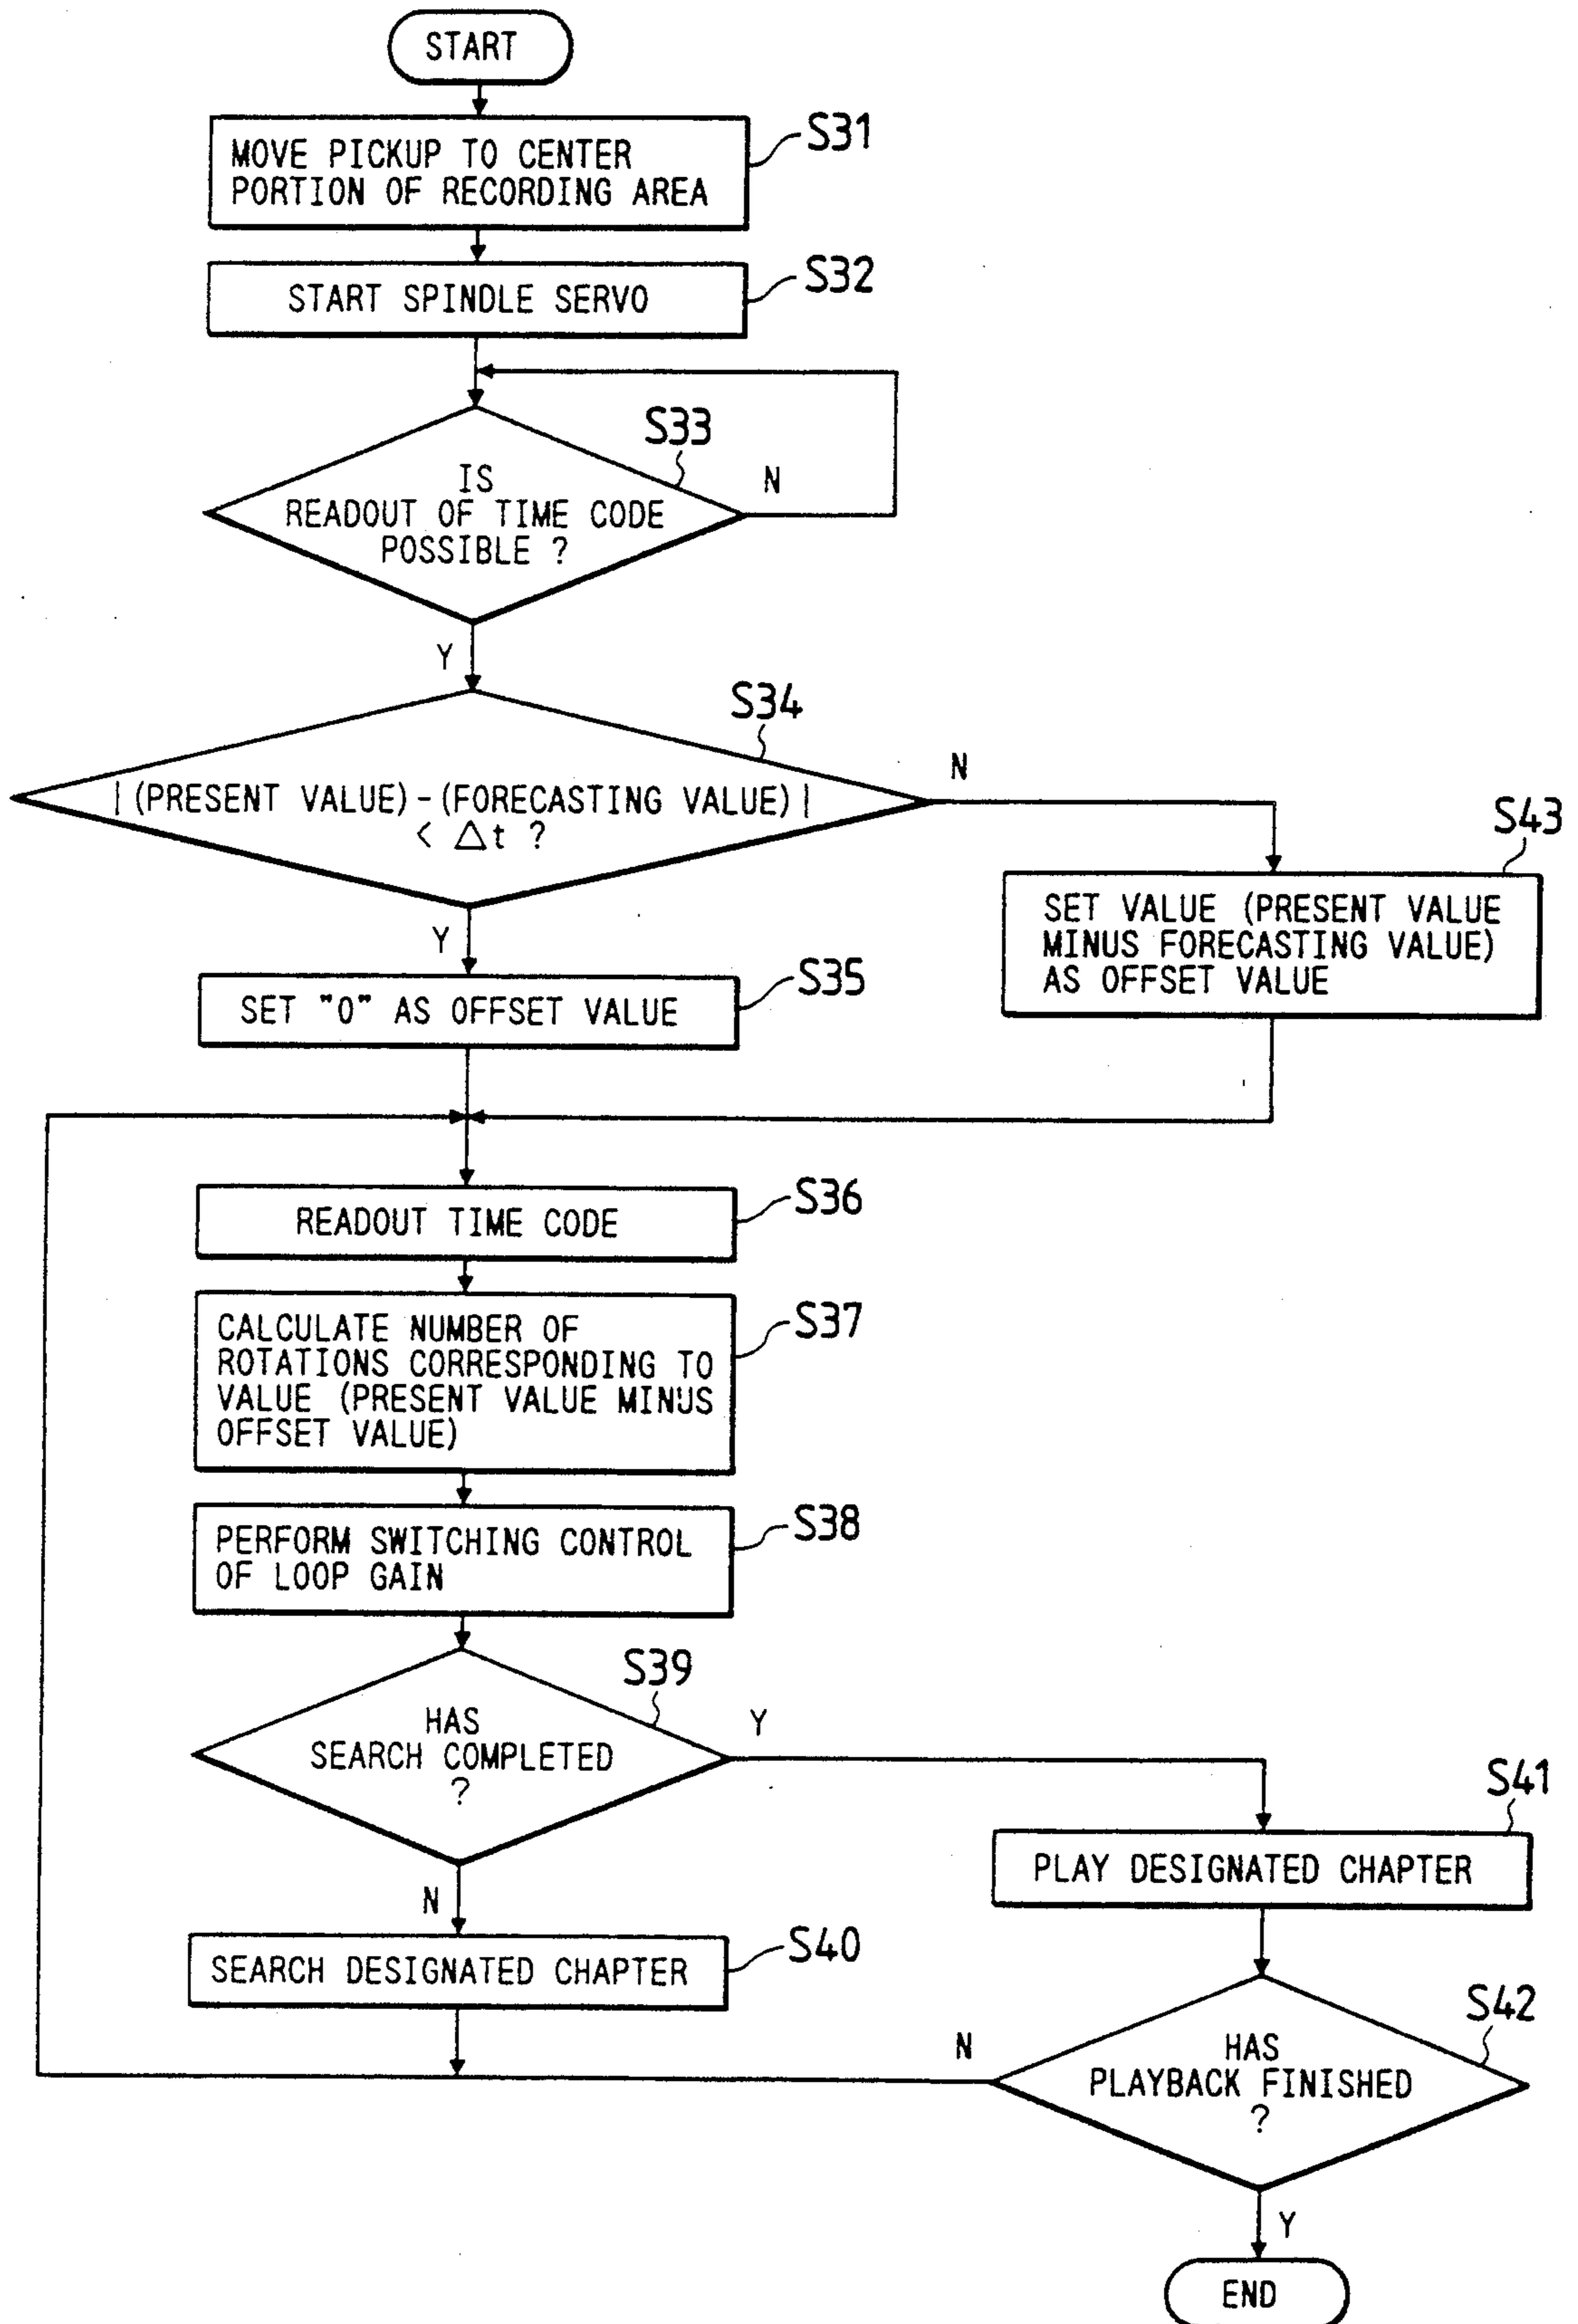 START
S31
MOVE PICKUP TO CENTER
PORTION OF RECORDING AREA
S32
START SPINDLE SERVO
S33
IS
READOUT OF TIME CODE
POSSIBLE ?
N
Y
S34
| (PRESENT VALUE) - (FORECASTING VALUE) |
< Δt ?
N
Y
S43
SET VALUE (PRESENT VALUE
MINUS FORECASTING VALUE)
AS OFFSET VALUE
S35
SET "0" AS OFFSET VALUE
S36
READOUT TIME CODE
S37
CALCULATE NUMBER OF
ROTATIONS CORRESPONDING TO
VALUE (PRESENT VALUE MINUS
OFFSET VALUE)
S38
PERFORM SWITCHING CONTROL
OF LOOP GAIN
S39
HAS
SEARCH COMPLETED
?
Y
N
S41
PLAY DESIGNATED CHAPTER
S40
SEARCH DESIGNATED CHAPTER
S42
HAS
PLAYBACK FINISHED
?
N
Y
END